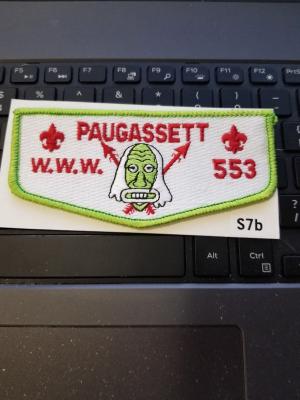 F5 F6 F7 F8 F9 F10 F11 F12
PAUGASSETT
W.W.W. 553
S7b
Alt Ctrl